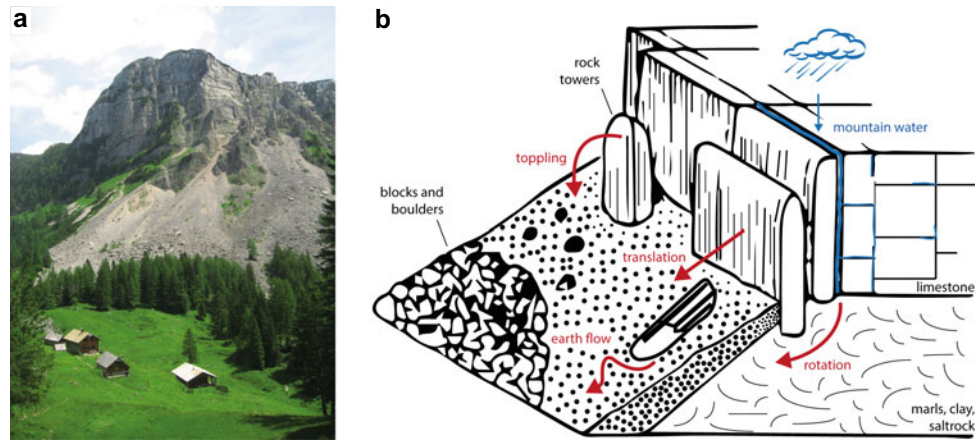 a
b
rock
towers
mountain water
toppling
blocks and
boulders
translation
limestone
earth flow
rotation
marls, clay,
saltrock